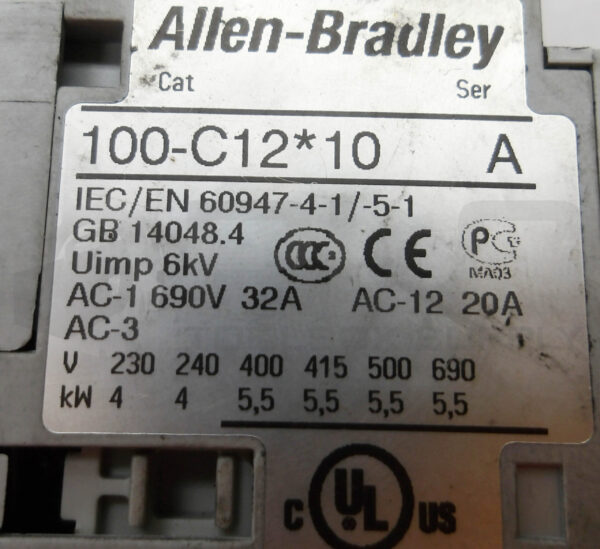 Allen-Bradley
Cat Ser
100-C12*10 A
IEC/EN 60947-4-1/-5-1
GB 14048.4
Uimp 6kV CCC CE PC
MA03
AC-1 690V 32A AC-12 20A
AC-3
V 230 240 400 415 500 690
kW 4 4 5,5 5,5 5,5 5,5
C UL US